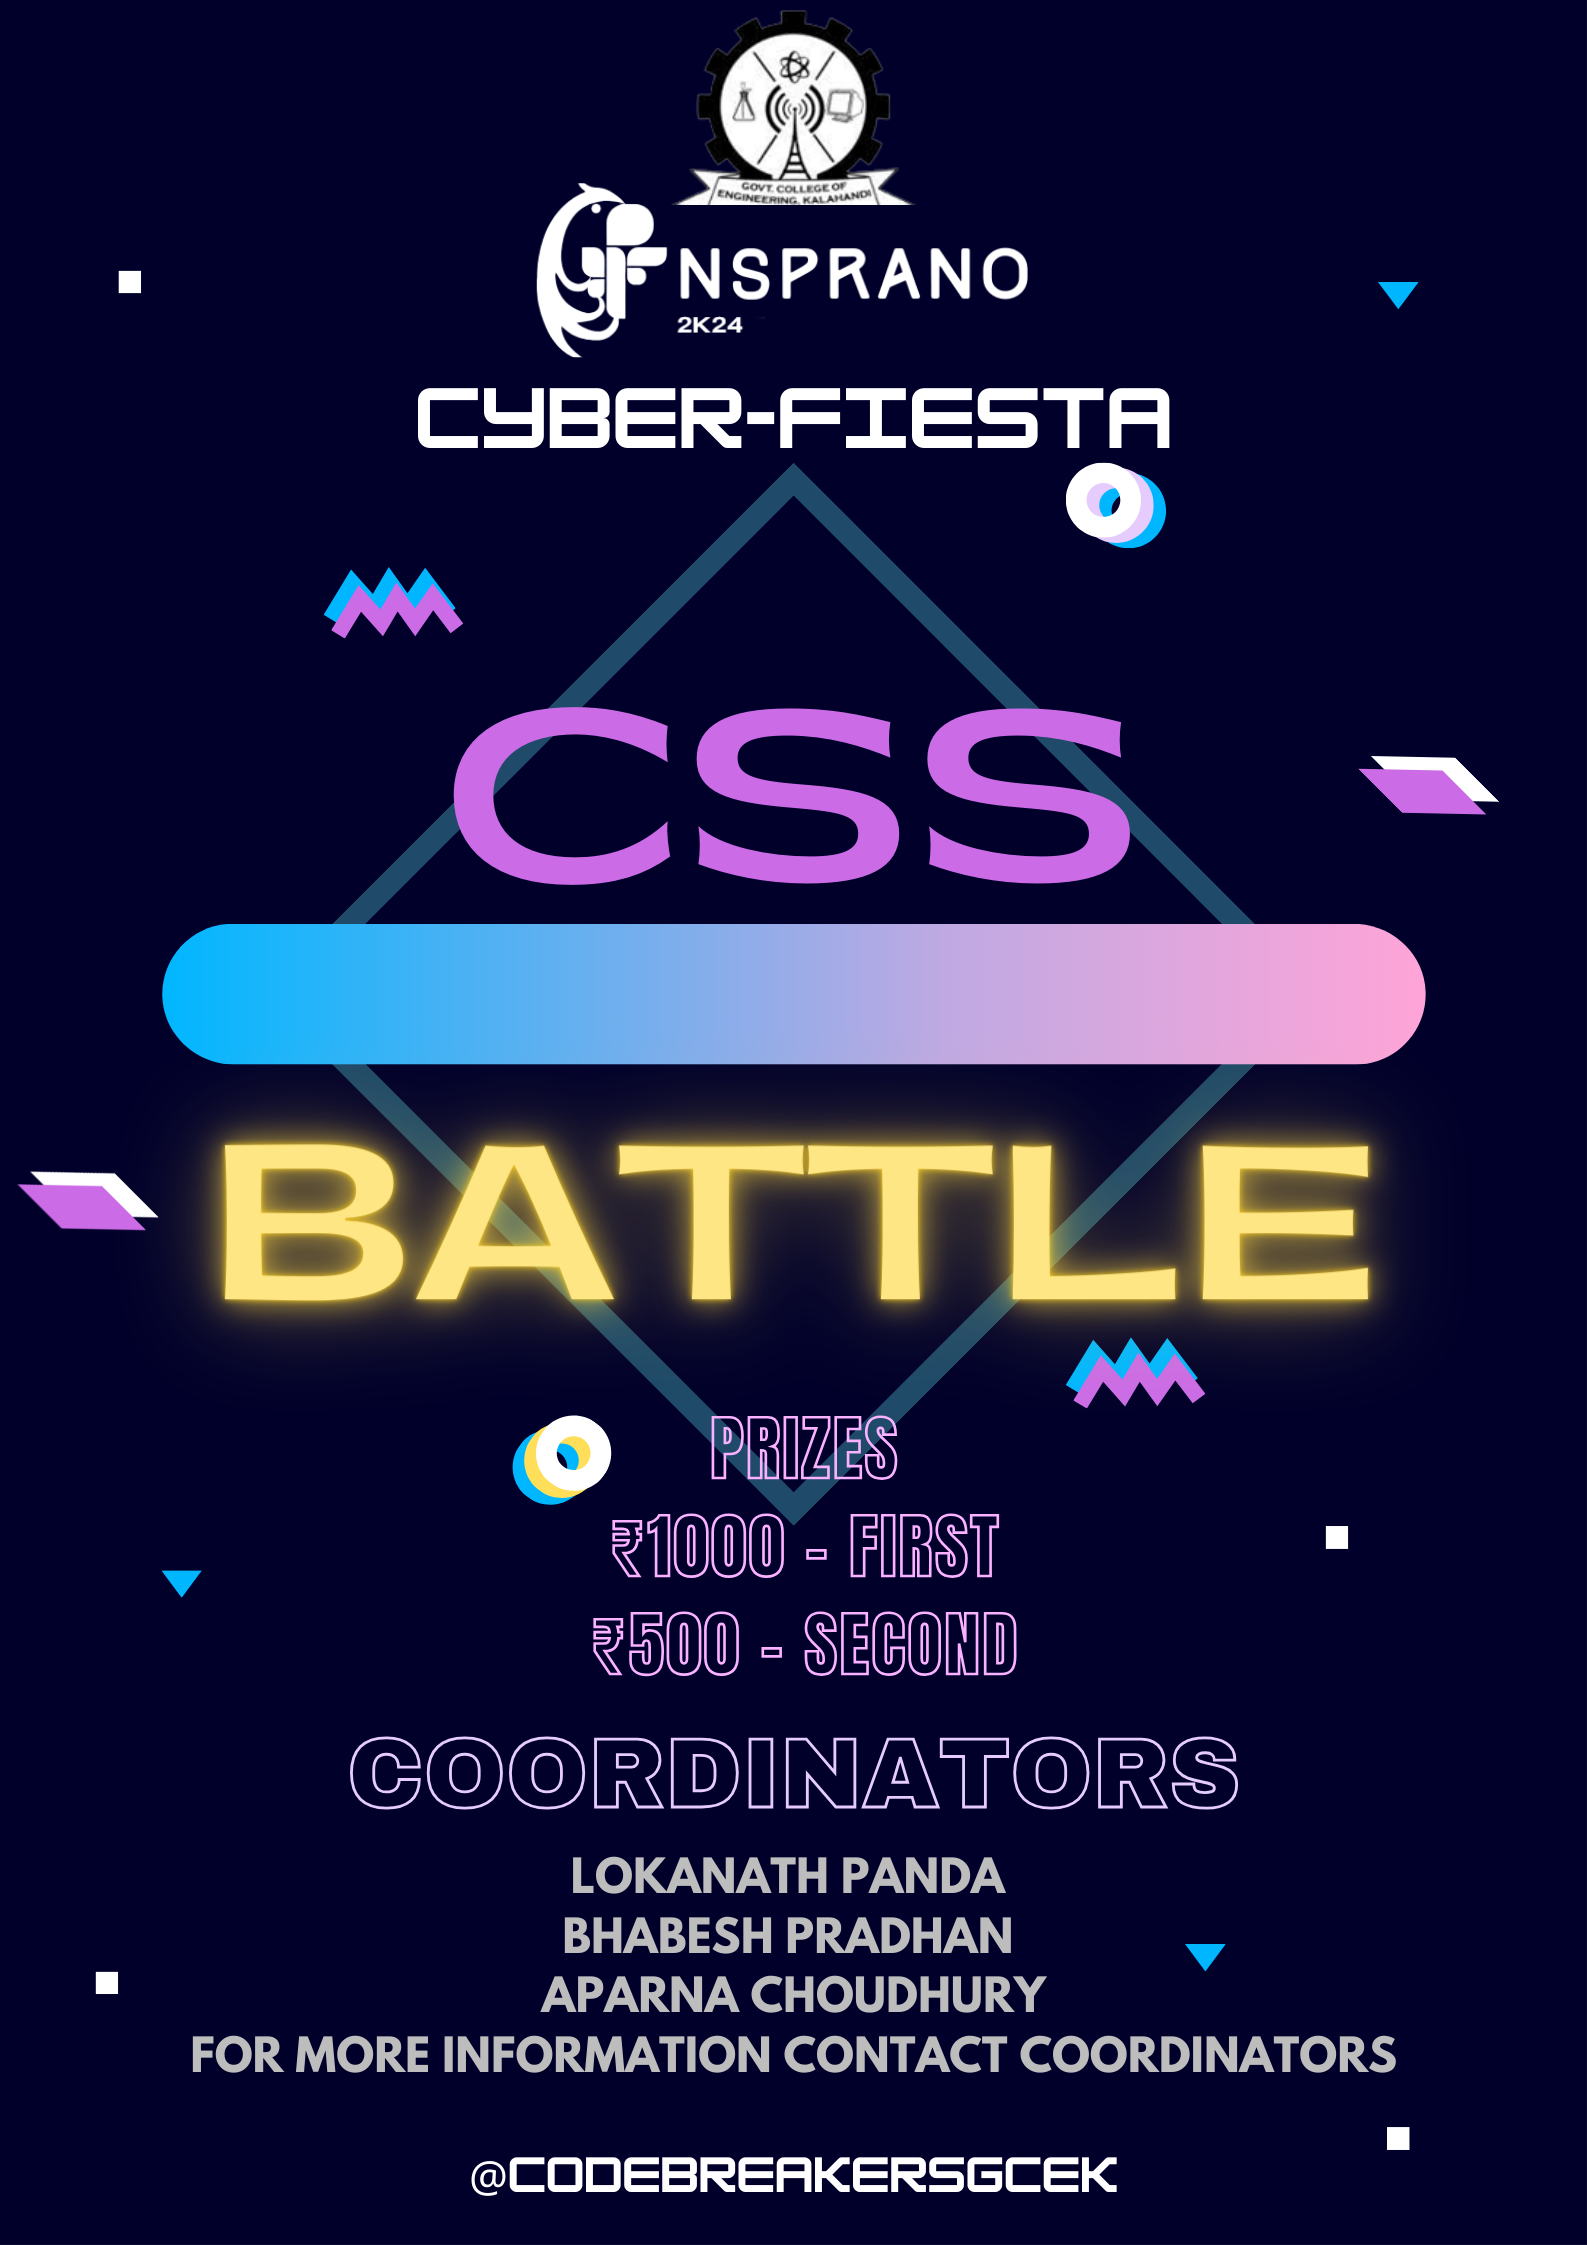 GOVT. COLLEGE OF
ENGINEERING, KALAHANDI
NSPRANO
2K24
CYBER-FIESTA
CSS
BATTLE
PRIZES
₹1000 - FIRST
₹500 - SECOND
COORDINATORS
LOKANATH PANDA
BHABESH PRADHAN
APARNA CHOUDHURY
FOR MORE INFORMATION CONTACT COORDINATORS
@CODEBREAKERSGCEK